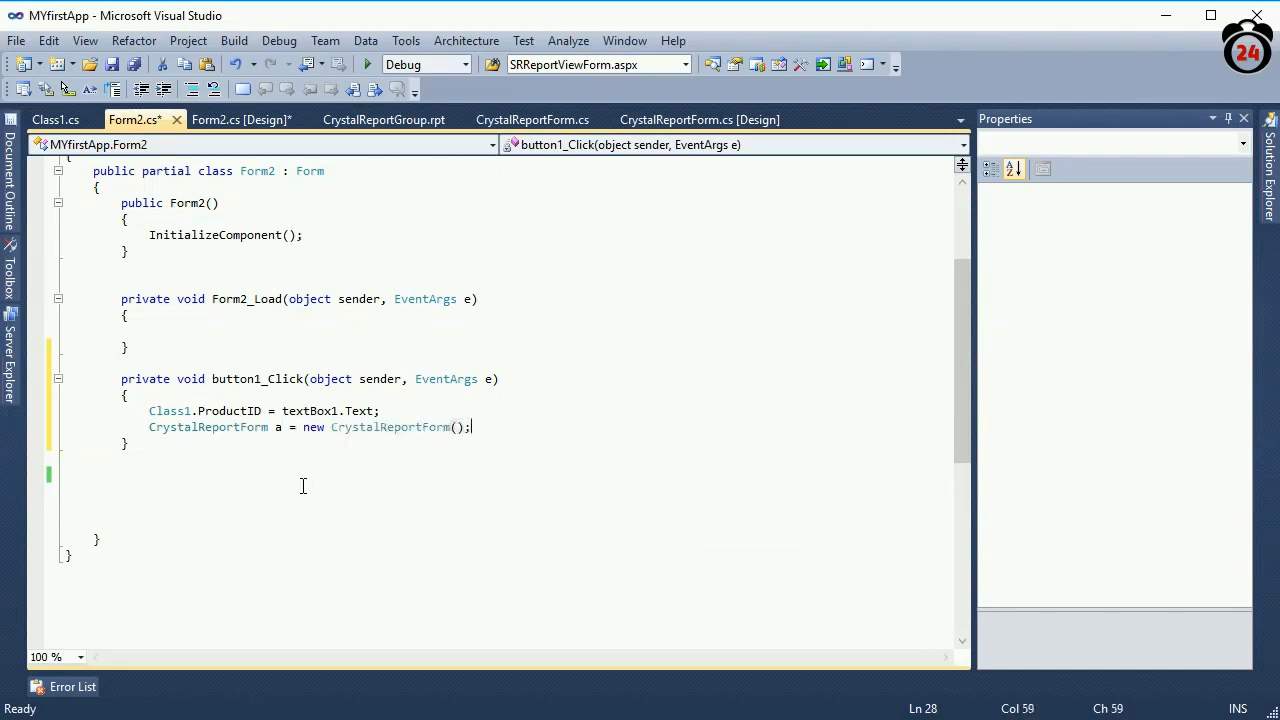 MYfirstApp - Microsoft Visual Studio
File Edit View Refactor Project Build Debug Team Data Tools Architecture Test Analyze Window Help
24
Debug SRReportViewForm.aspx
Class1.cs Form2.cs* Form2.cs [Design]* CrystalReportGroup.rpt CrystalReportForm.cs CrystalReportForm.cs [Design]
Properties
MYfirstApp.Form2 button1_Click(object sender, EventArgs e)
Document Outline
Toolbox
Server Explorer
Solution Explorer
{
public partial class Form2 : Form
{
public Form2()
{
InitializeComponent();
}
private void Form2_Load(object sender, EventArgs e)
{
}
private void button1_Click(object sender, EventArgs e)
{
Class1.ProductID = textBox1.Text;
CrystalReportForm a = new CrystalReportForm();
}
}
}
100 %
Error List
Ready Ln 28 Col 59 Ch 59 INS